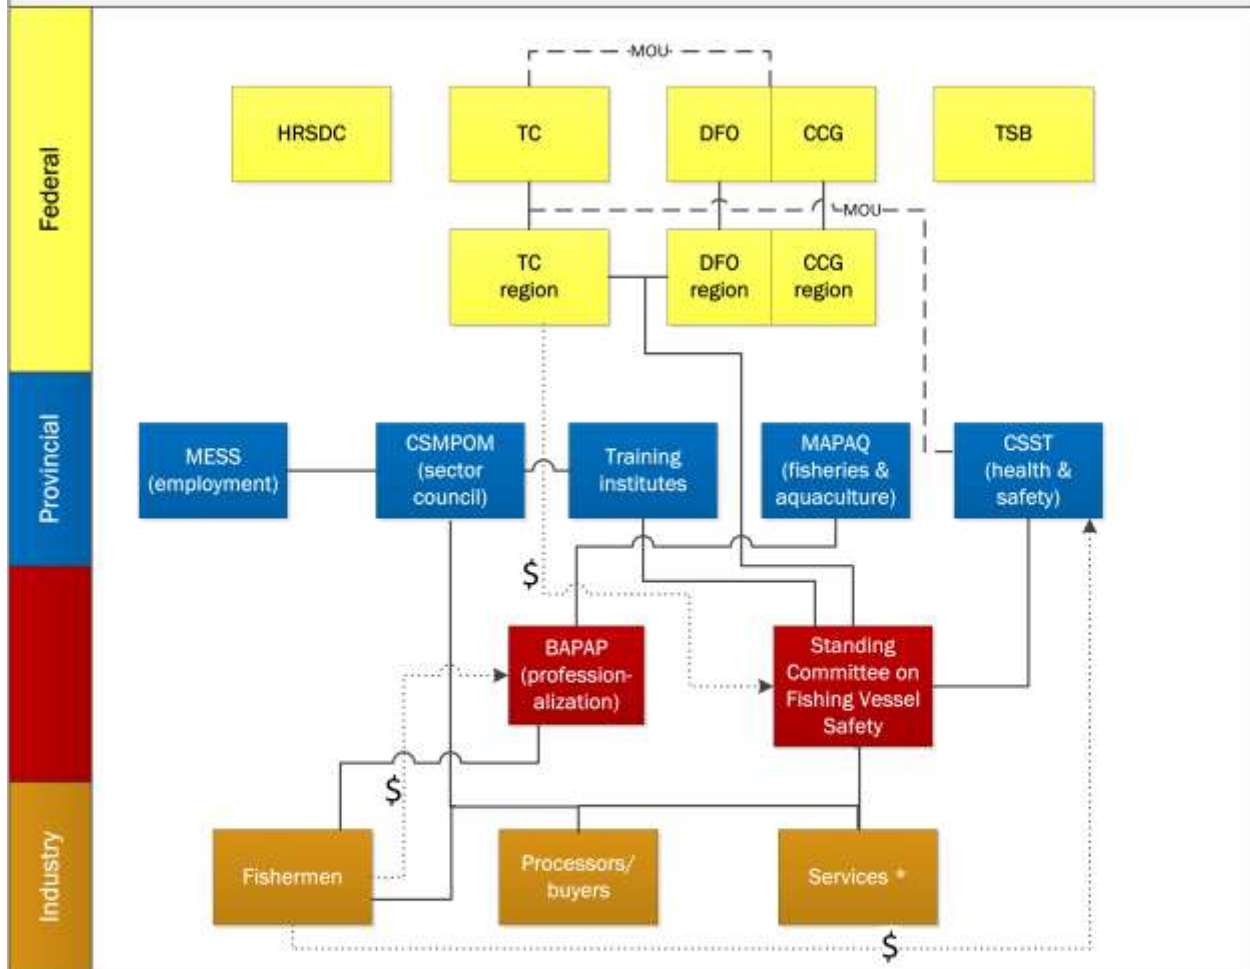 Federal
MOU
HRSDC
TC
DFO
CCG
TSB
MOU
TC
region
DFO
region
CCG
region
Provincial
MESS
(employment)
CSMPOM
(sector
council)
Training
institutes
MAPAQ
(fisheries &
aquaculture)
CSST
(health &
safety)
$
BAPAP
(profession-
alization)
Standing
Committee on
Fishing Vessel
Safety
$
Industry
Fishermen
Processors/
buyers
Services *
$